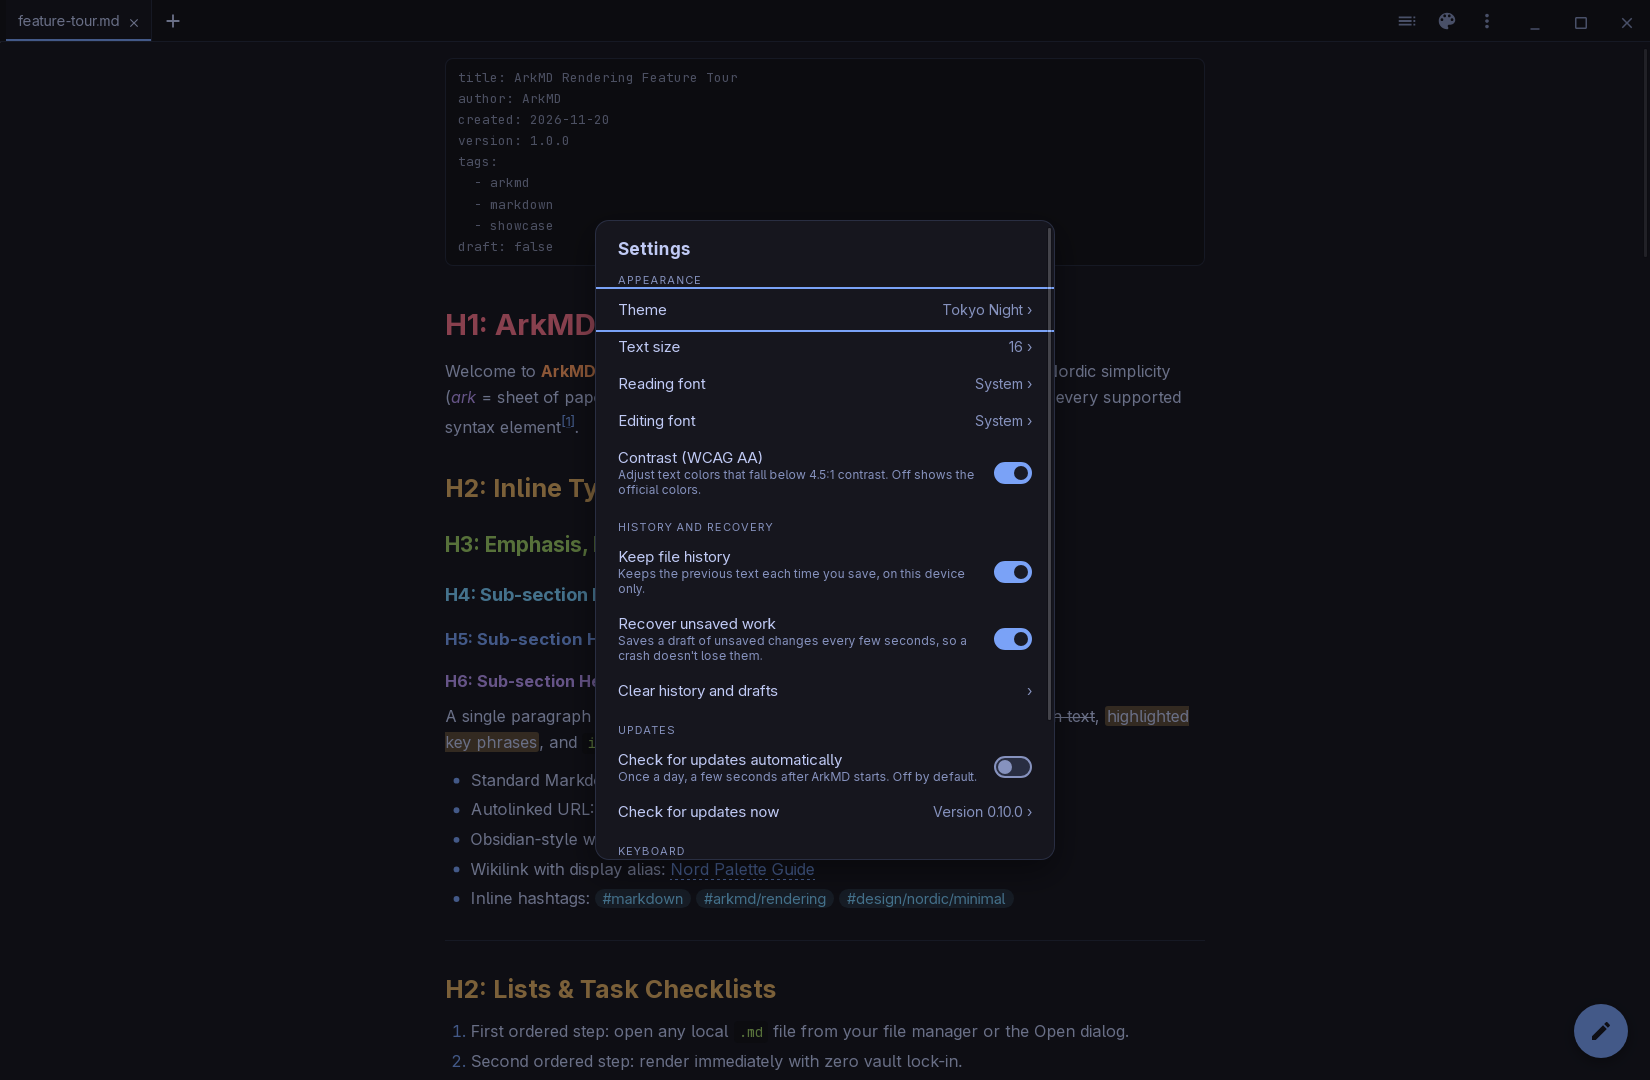 feature-tour.md
title: ArkMD Rendering Feature Tour
author: ArkMD
created: 2026-11-20
version: 1.0.0
tags:
- arkmd
- markdown
- showcase
draft: false
H1: ArkMD
Welcome to ArkMD
Nordic simplicity
(ark = sheet of
every supported
syntax element[1].
H2: Inline
H3: Emphasis,
H4: Sub-section
H5: Sub-section
H6: Sub-section
A single paragraph
text, highlighted
key phrases, and
Standard
Autolinked URL:
Obsidian-style
Wikilink with display alias: Nord Palette Guide
Inline hashtags: #markdown #arkmd/rendering #design/nordic/minimal
H2: Lists & Task Checklists
1. First ordered step: open any local .md file from your file manager or the Open dialog.
2. Second ordered step: render immediately with zero vault lock-in.
Settings
APPEARANCE
Theme Tokyo Night ›
Text size 16 ›
Reading font System ›
Editing font System ›
Contrast (WCAG AA)
Adjust text colors that fall below 4.5:1 contrast. Off shows the
official colors.
HISTORY AND RECOVERY
Keep file history
Keeps the previous text each time you save, on this device
only.
Recover unsaved work
Saves a draft of unsaved changes every few seconds, so a
crash doesn't lose them.
Clear history and drafts ›
UPDATES
Check for updates automatically
Once a day, a few seconds after ArkMD starts. Off by default.
Check for updates now Version 0.10.0 ›
KEYBOARD